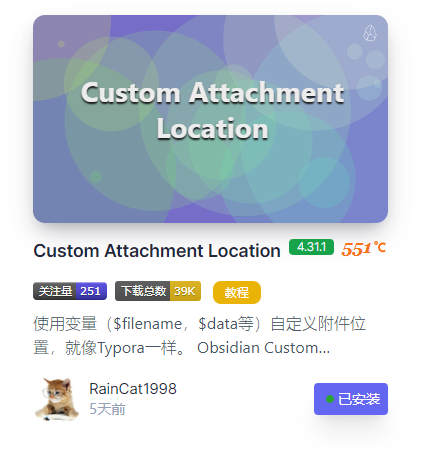 Custom Attachment
Location
Custom Attachment Location 4.31.1 551℃
关注量 251 下载总数 39K 教程
使用变量（$filename，$data等）自定义附件位
置，就像Typora一样。 Obsidian Custom...
RainCat1998
5天前
已安装